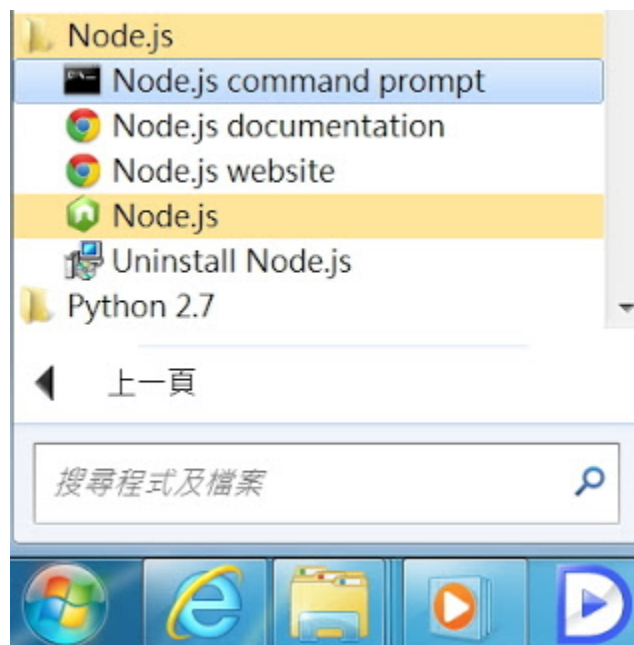 Node.js
Node.js command prompt
Node.js documentation
Node.js website
Node.js
Uninstall Node.js
Python 2.7
上一頁
搜尋程式及檔案